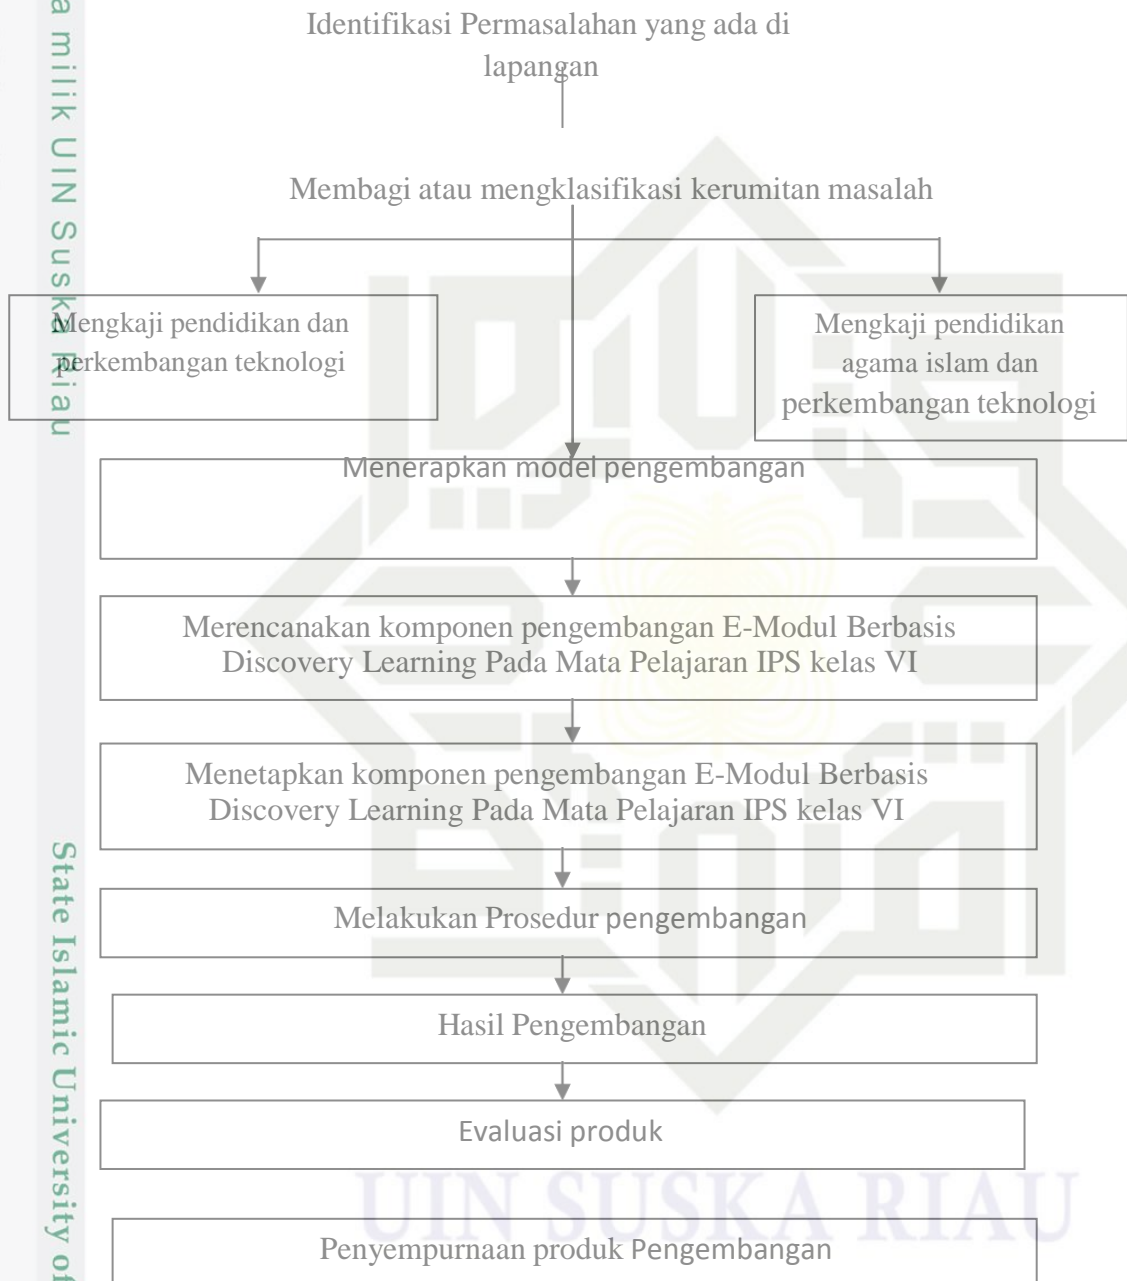 Identifikasi Permasalahan yang ada di
lapangan
Membagi atau mengklasifikasi kerumitan masalah
Mengkaji pendidikan dan
perkembangan teknologi
Mengkaji pendidikan
agama islam dan
perkembangan teknologi
Menerapkan model pengembangan
Merencanakan komponen pengembangan E-Modul Berbasis
Discovery Learning Pada Mata Pelajaran IPS kelas VI
Menetapkan komponen pengembangan E-Modul Berbasis
Discovery Learning Pada Mata Pelajaran IPS kelas VI
Melakukan Prosedur pengembangan
Hasil Pengembangan
Evaluasi produk
UIN SUSKA RIAU
Penyempurnaan produk Pengembangan
a milik UIN Suska Riau
State Islamic University of